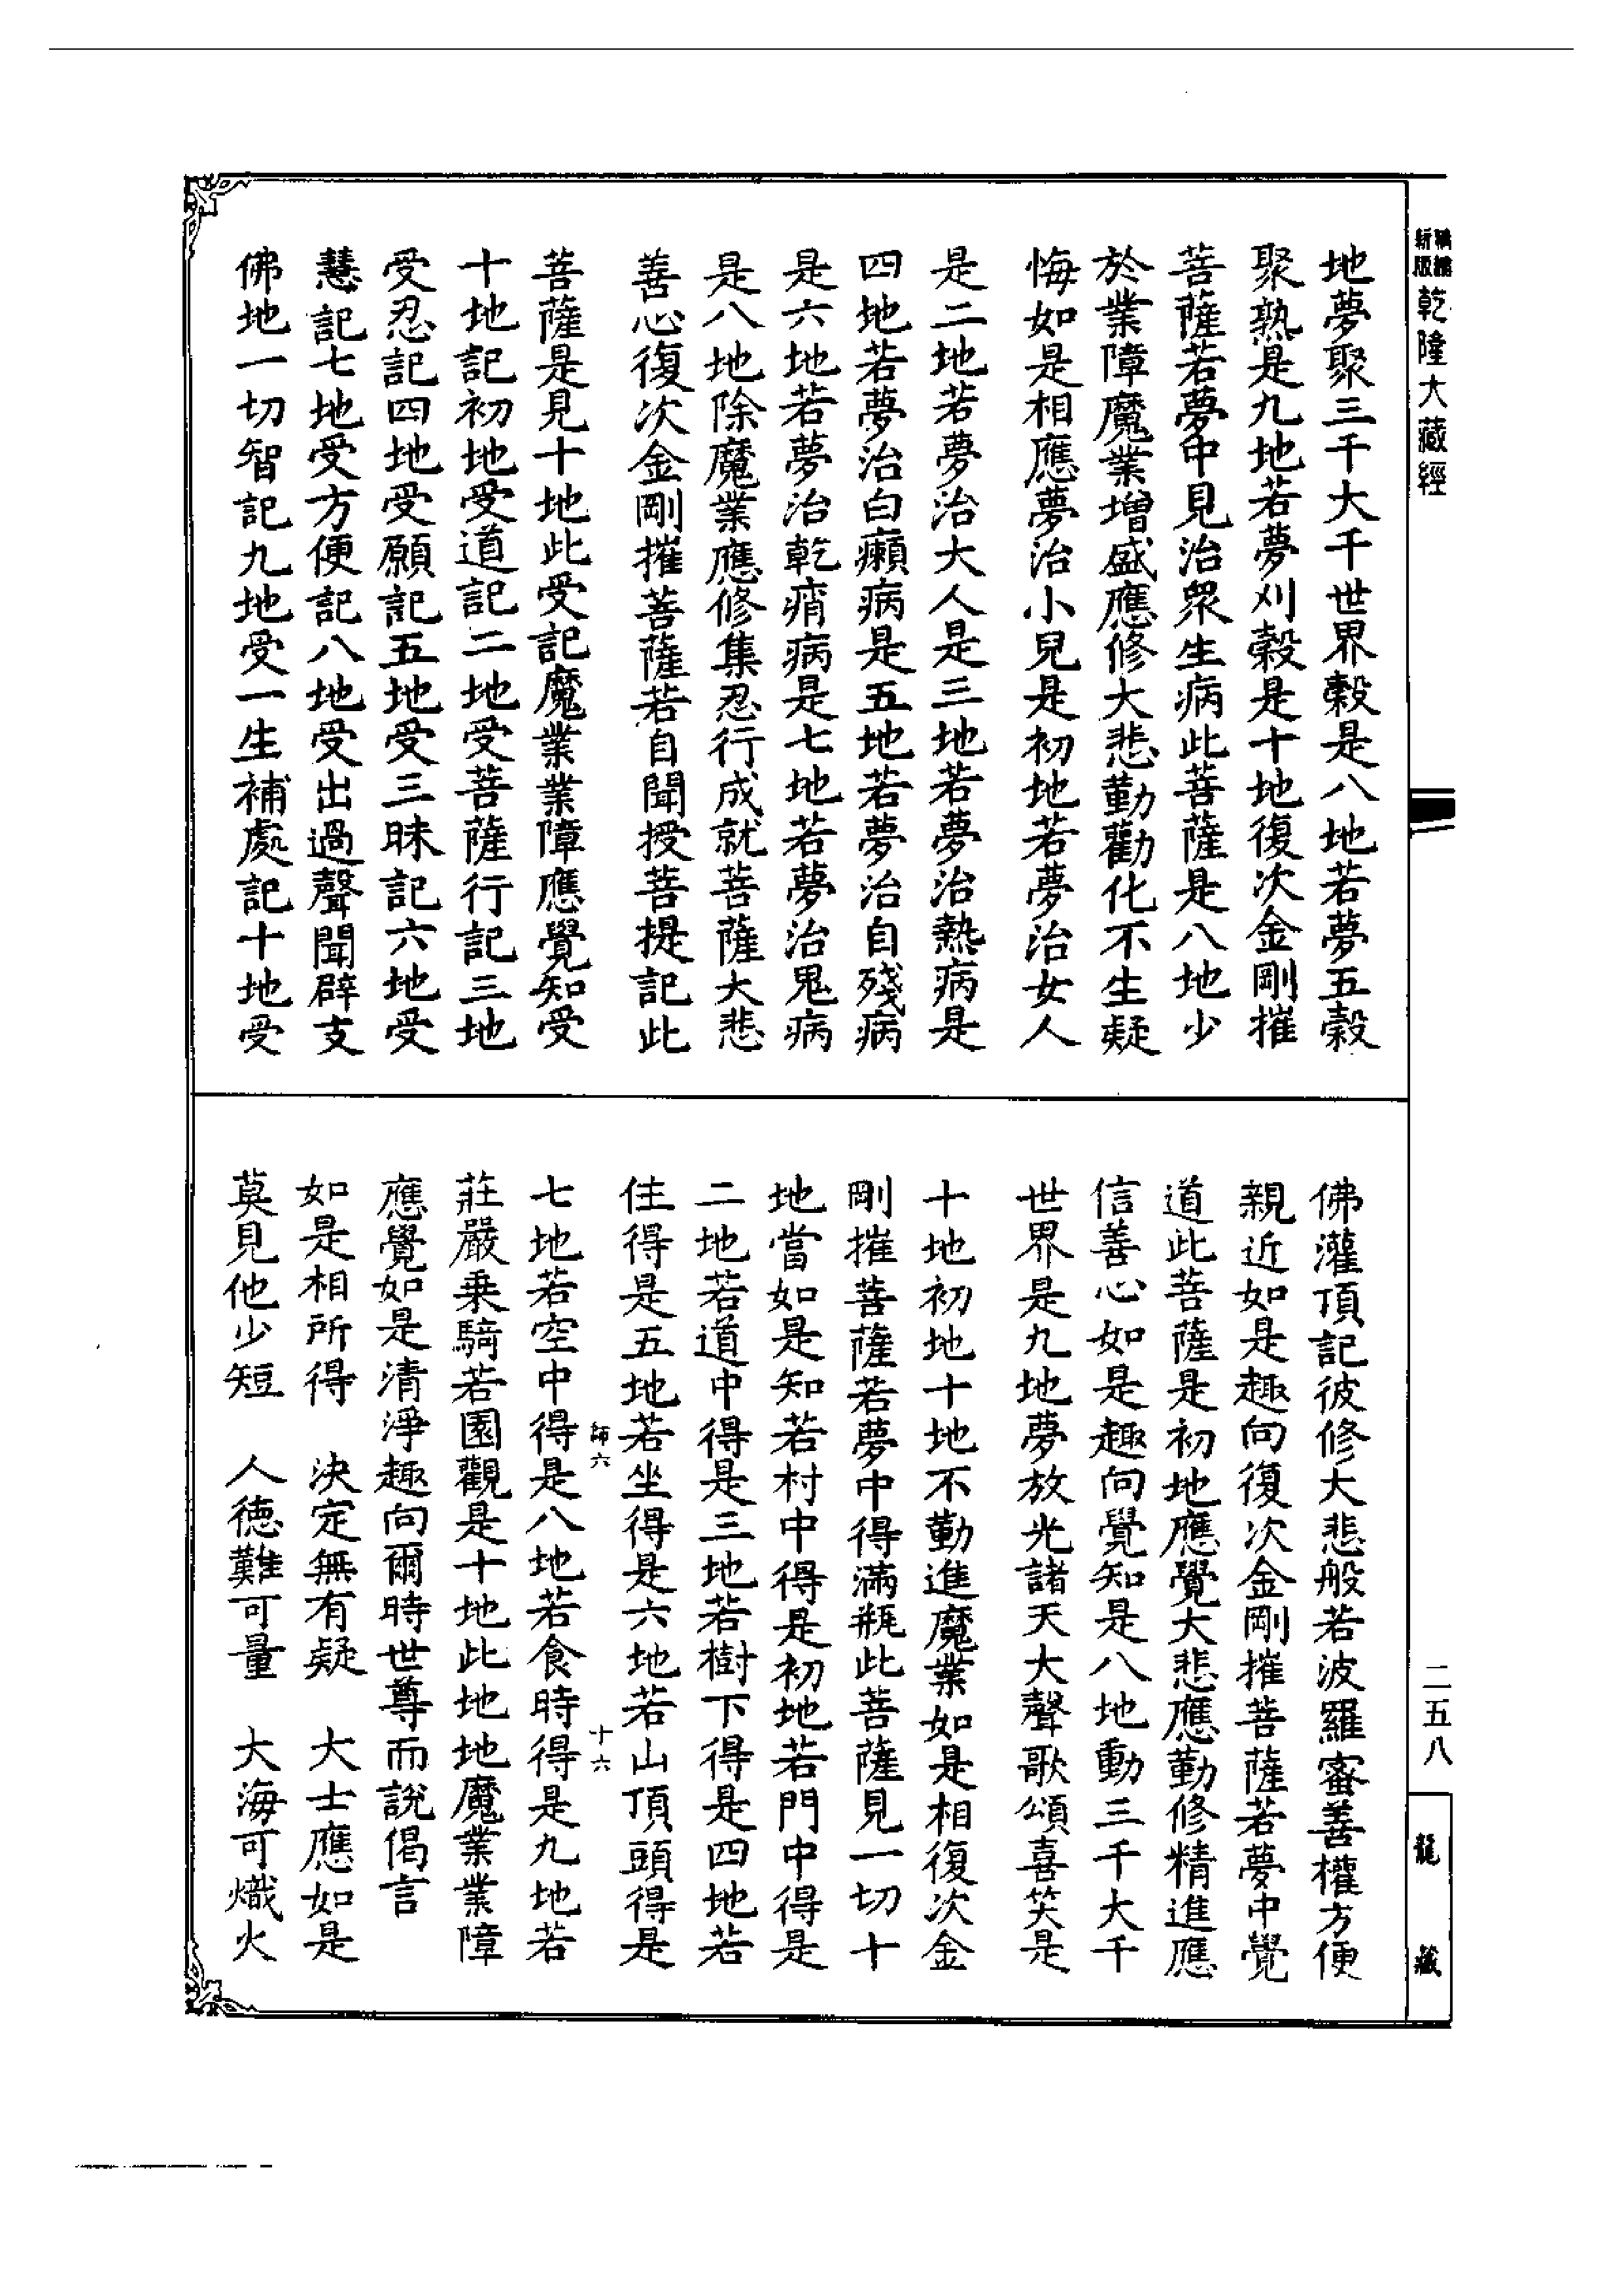 新版
乾隆大藏經
二五八
龍藏
地夢聚三千大千世界穀是八地若夢五穀
聚熟是九地若夢刈穀是十地復次金剛摧
菩薩若夢中見治眾生病此菩薩是八地少
於業障魔業增盛應修大悲勤勸化不生疑
悔如是相應夢治小兒是初地若夢治女人
是二地若夢治大人是三地若夢治熱病是
四地若夢治白癩病是五地若夢治自殘病
是六地若夢治乾痟病是七地若夢治鬼病
是八地除魔業應修集忍行成就菩薩大悲
善心復次金剛摧菩薩若自聞授菩提記此
菩薩是見十地此受記魔業業障應覺知受
十地記初地受道記二地受菩薩行記三地
受忍記四地受願記五地受三昧記六地受
慧記七地受方便記八地受出過聲聞辟支
佛地一切智記九地受一生補處記十地受
佛灌頂記彼修大悲般若波羅蜜善權方便
親近如是趣向復次金剛摧菩薩若夢中覺
道此菩薩是初地應覺大悲應勤修精進應
信善心如是趣向覺知是八地動三千大千
世界是九地夢放光諸天大聲歌頌喜笑是
十地初地十地不勤進魔業如是相復次金
剛摧菩薩若夢中得滿瓶此菩薩見一切十
地當如是知若村中得是初地若門中得是
二地若道中得是三地若樹下得是四地若
住得是五地若坐得是六地若山頂頭得是
師六 十六
七地若空中得是八地若食時得是九地若
莊嚴乘騎若園觀是十地此地地魔業業障
應覺如是清淨趣向爾時世尊而說偈言
如是相所得 決定無有疑 大士應如是
莫見他少短 人德難可量 大海可熾火